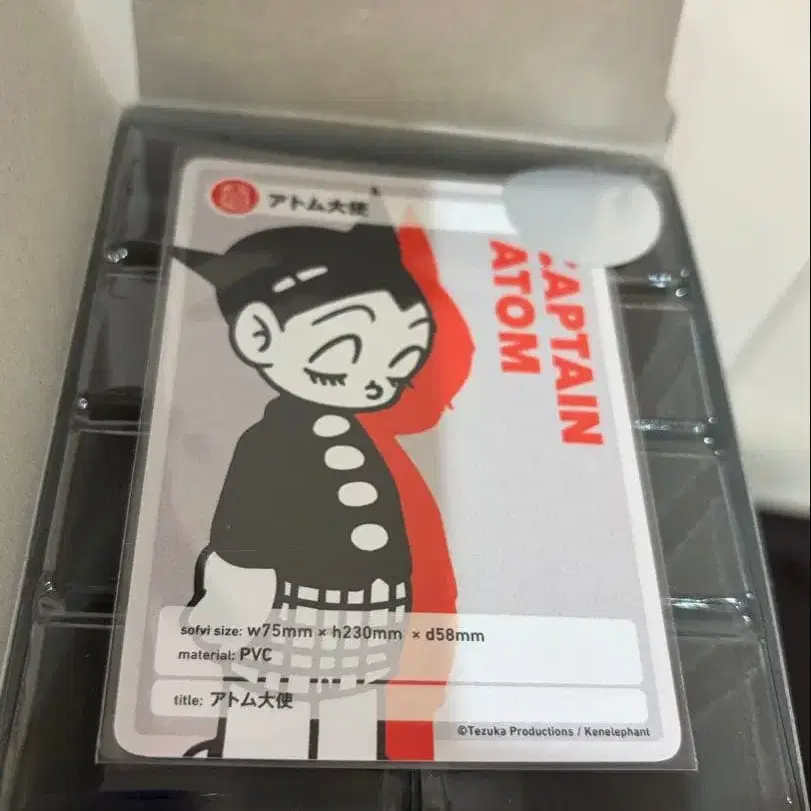 アトム大使
CAPTAIN
ATOM
sofvi size: w75mm × h230mm × d58mm
material: PVC
title: アトム大使
©Tezuka Productions / Kenelephant